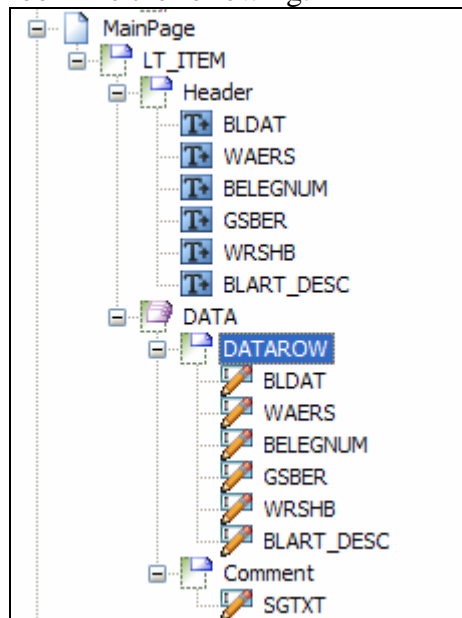 MainPage
LT_ITEM
Header
BLDAT
WAERS
BELEGNUM
GSBER
WRSHB
BLART_DESC
DATA
DATAROW
BLDAT
WAERS
BELEGNUM
GSBER
WRSHB
BLART_DESC
Comment
SGTXT